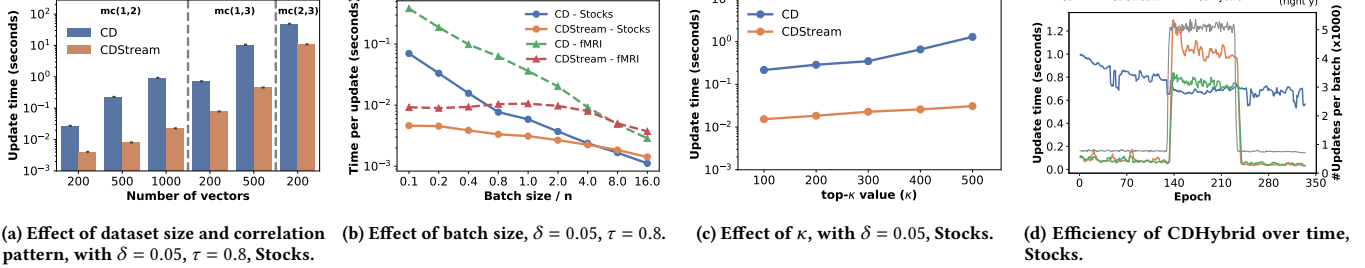 mc(1,2)
mc(1,3)
mc(2,3)
CD
CDStream
Update time (seconds)
10²
10¹
10⁰
10⁻¹
10⁻²
10⁻³
200 500 1000 200 500 200
Number of vectors
(a) Effect of dataset size and correlation
pattern, with δ = 0.05, τ = 0.8, Stocks.
CD - Stocks
CDStream - Stocks
CD - fMRI
CDStream - fMRI
Time per update (seconds)
10⁻¹
10⁻²
10⁻³
0.1 0.2 0.4 0.8 1.0 2.0 4.0 8.0 16.0
Batch size / n
(b) Effect of batch size, δ = 0.05, τ = 0.8.
CD
CDStream
Update time (seconds)
10⁰
10⁻¹
10⁻²
10⁻³
100 200 300 400 500
top-κ value (κ)
(c) Effect of κ, with δ = 0.05, Stocks.
(right y)
Update time (seconds)
1.2
1.0
0.8
0.6
0.4
0.2
0.0
5
4
3
2
1
0
#Updates per batch (x1000)
0 70 140 210 280 350
Epoch
(d) Efficiency of CDHybrid over time,
Stocks.